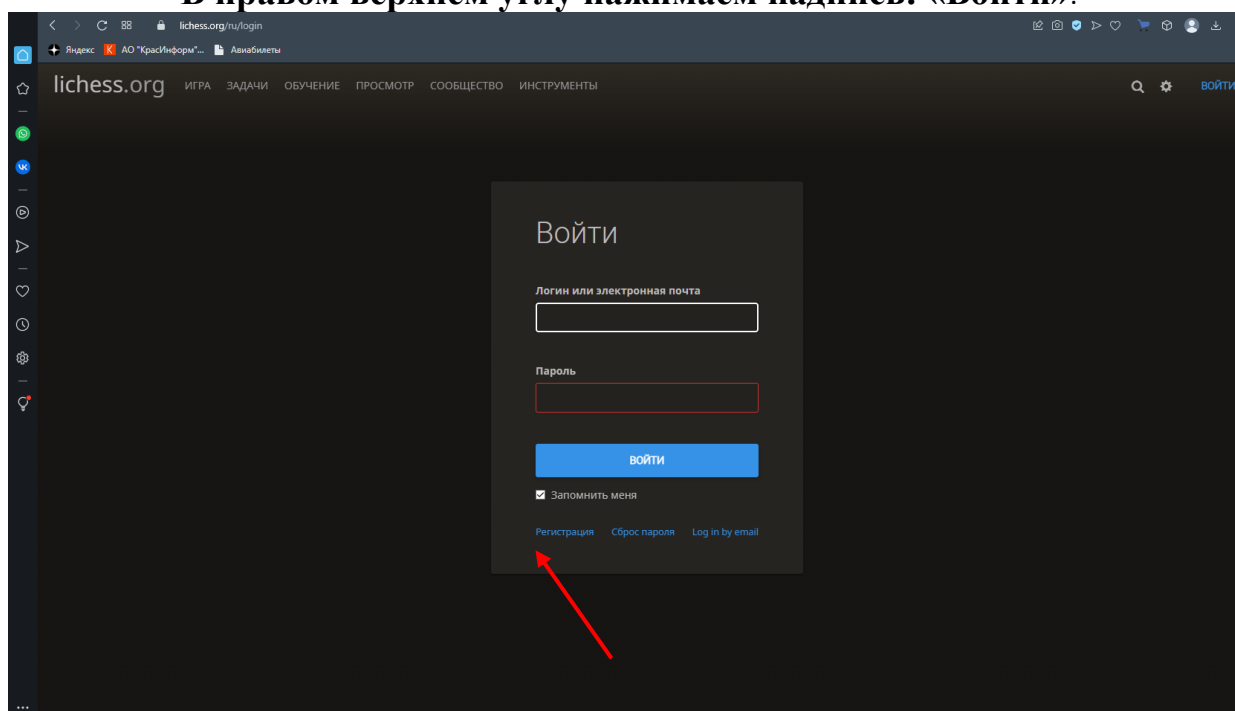 В правом верхнем углу нажимаем надпись: «Войти».
lichess.org/ru/login
Яндекс К АО "КрасИнформ"... Авиабилеты
lichess.org ИГРА ЗАДАЧИ ОБУЧЕНИЕ ПРОСМОТР СООБЩЕСТВО ИНСТРУМЕНТЫ ВОЙТИ
Войти
Логин или электронная почта
Пароль
ВОЙТИ
Запомнить меня
Регистрация Сброс пароля Log in by email